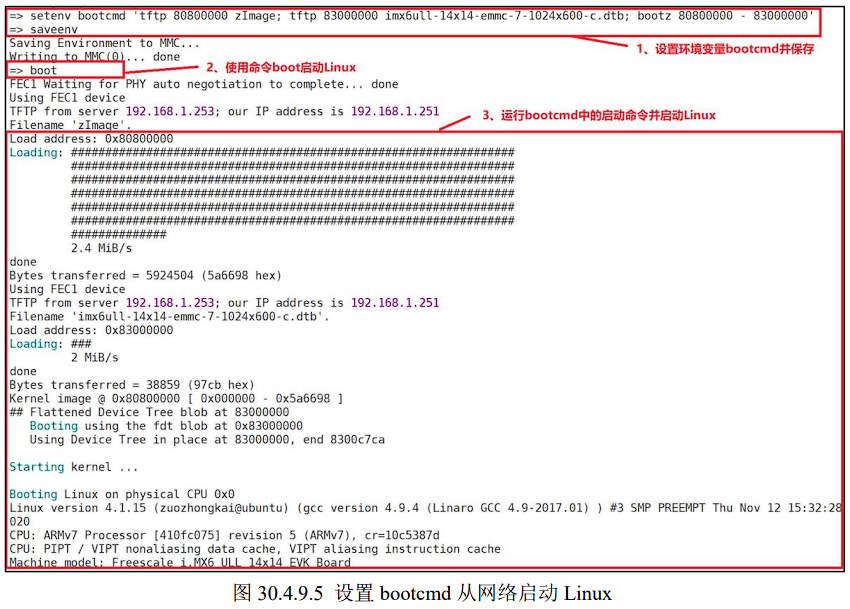 => setenv bootcmd 'tftp 80800000 zImage; tftp 83000000 imx6ull-14x14-emmc-7-1024x600-c.dtb; bootz 80800000 - 83000000'
=> saveenv
Saving Environment to MMC...
1、设置环境变量bootcmd并保存
Writing to MMC(0)... done
=> boot
2、使用命令boot启动Linux
FEC1 Waiting for PHY auto negotiation to complete... done
Using FEC1 device
TFTP from server 192.168.1.253; our IP address is 192.168.1.251
3、运行bootcmd中的启动命令并启动Linux
Filename 'zImage'.
Load address: 0x80800000
Loading: #################################################################
#################################################################
#################################################################
#################################################################
#################################################################
#################################################################
##############
2.4 MiB/s
done
Bytes transferred = 5924504 (5a6698 hex)
Using FEC1 device
TFTP from server 192.168.1.253; our IP address is 192.168.1.251
Filename 'imx6ull-14x14-emmc-7-1024x600-c.dtb'.
Load address: 0x83000000
Loading: ###
2 MiB/s
done
Bytes transferred = 38859 (97cb hex)
Kernel image @ 0x80800000 [ 0x000000 - 0x5a6698 ]
## Flattened Device Tree blob at 83000000
Booting using the fdt blob at 0x83000000
Using Device Tree in place at 83000000, end 8300c7ca
Starting kernel ...
Booting Linux on physical CPU 0x0
Linux version 4.1.15 (zuozhongkai@ubuntu) (gcc version 4.9.4 (Linaro GCC 4.9-2017.01) ) #3 SMP PREEMPT Thu Nov 12 15:32:28
020
CPU: ARMv7 Processor [410fc075] revision 5 (ARMv7), cr=10c5387d
CPU: PIPT / VIPT nonaliasing data cache, VIPT aliasing instruction cache
Machine model: Freescale i.MX6 ULL 14x14 EVK Board
图 30.4.9.5 设置 bootcmd 从网络启动 Linux